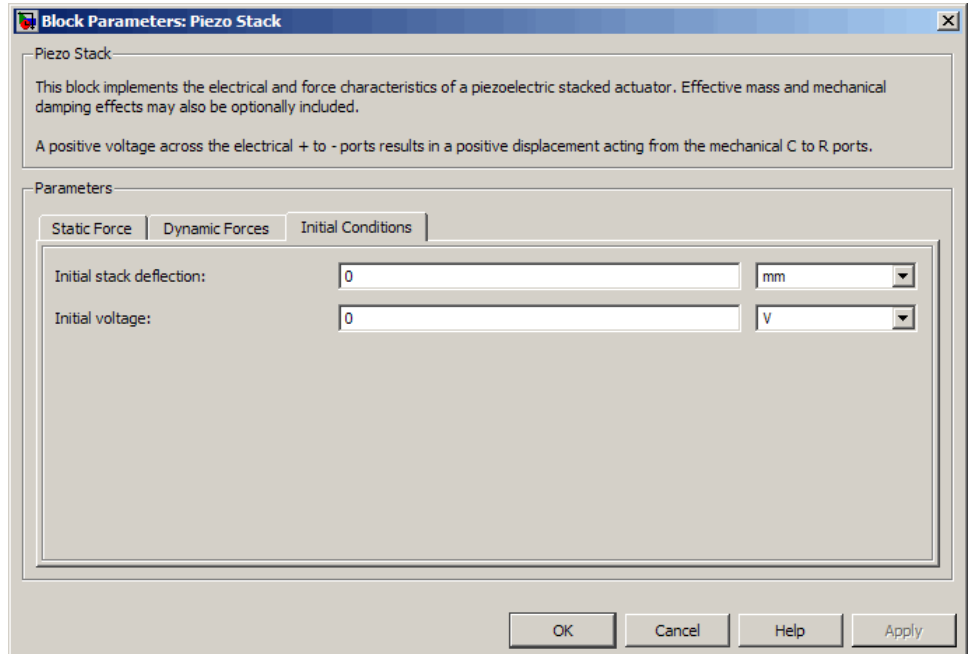 Block Parameters: Piezo Stack
Piezo Stack
This block implements the electrical and force characteristics of a piezoelectric stacked actuator. Effective mass and mechanical
damping effects may also be optionally included.
A positive voltage across the electrical + to - ports results in a positive displacement acting from the mechanical C to R ports.
Parameters
Static Force Dynamic Forces Initial Conditions
Initial stack deflection: 0 mm
Initial voltage: 0 V
OK Cancel Help Apply